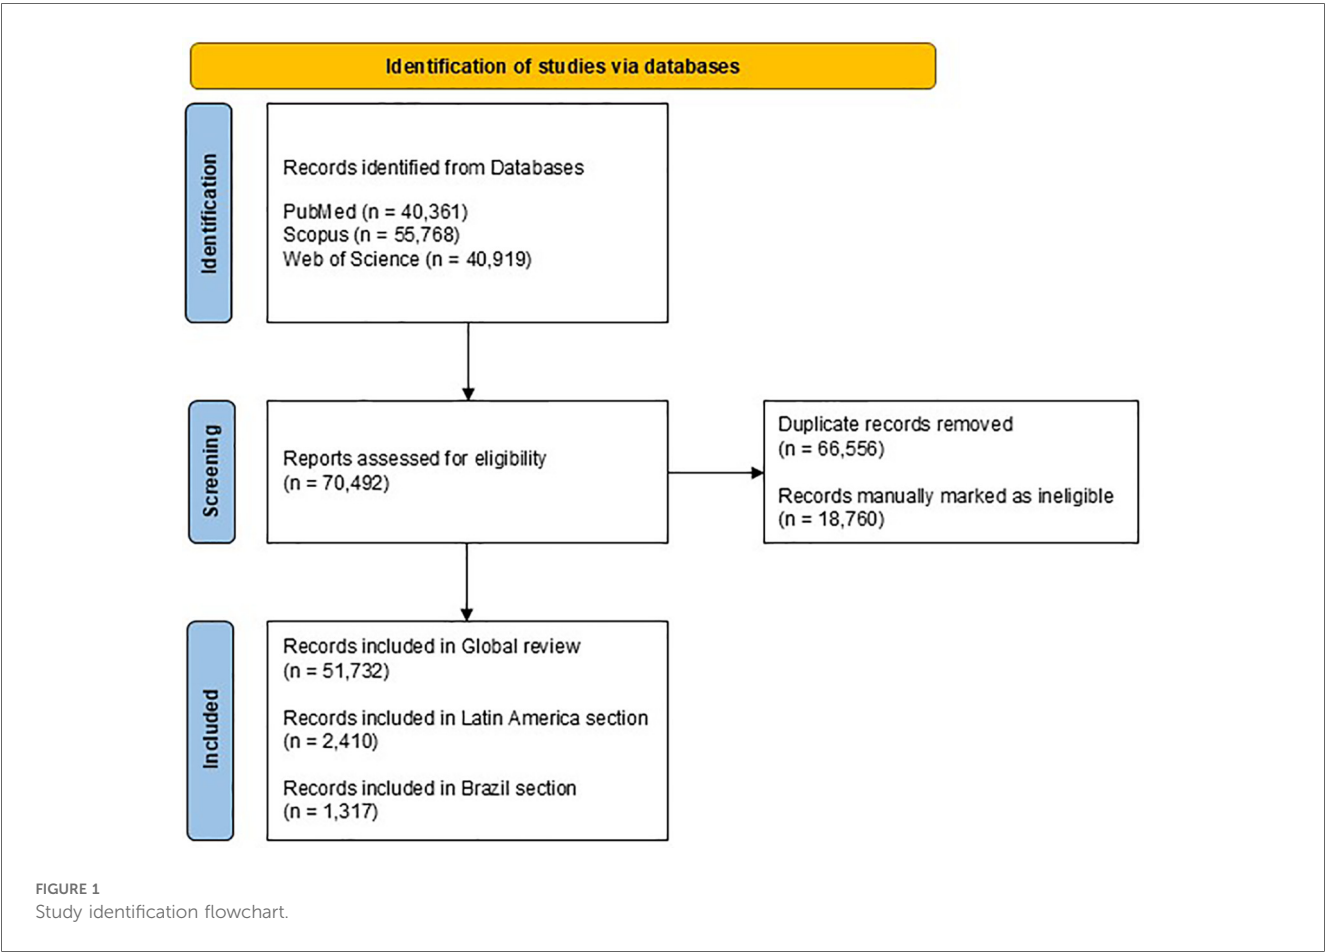 Identification of studies via databases
Identification
Records identified from Databases
PubMed (n = 40,361)
Scopus (n = 55,768)
Web of Science (n = 40,919)
Screening
Reports assessed for eligibility
(n = 70,492)
Duplicate records removed
(n = 66,556)
Records manually marked as ineligible
(n = 18,760)
Included
Records included in Global review
(n = 51,732)
Records included in Latin America section
(n = 2,410)
Records included in Brazil section
(n = 1,317)
FIGURE 1
Study identification flowchart.